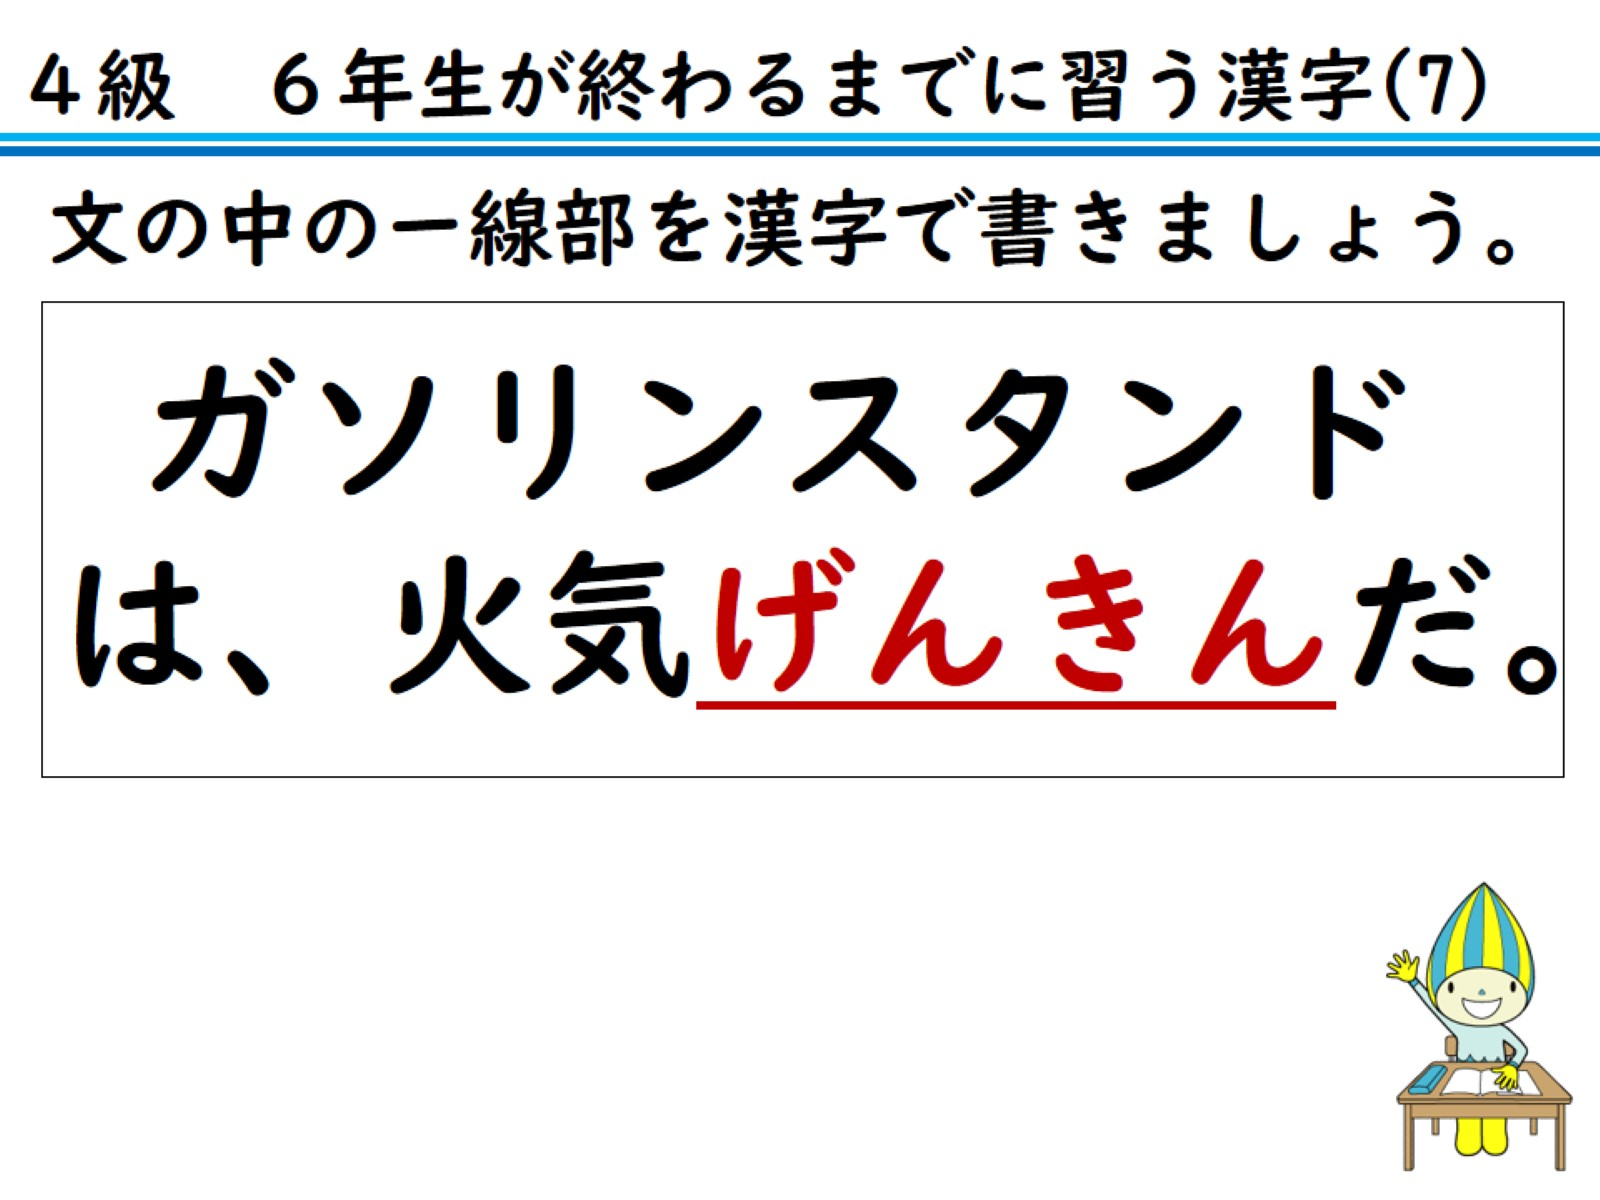 ４級　６年生が終わるまでに習う漢字(7)
文の中の―線部を漢字で書きましょう。
ガソリンスタンド
は、火気げんきんだ。